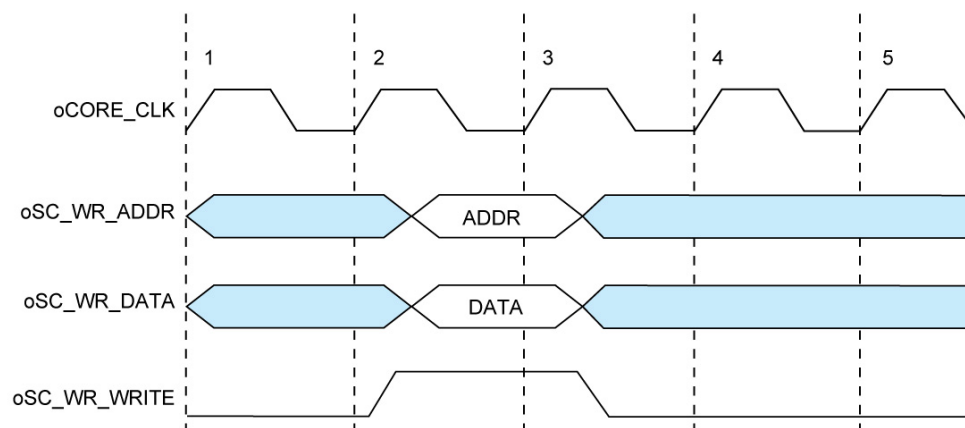 1 2 3 4 5
oCORE_CLK
oSC_WR_ADDR ADDR
oSC_WR_DATA DATA
oSC_WR_WRITE